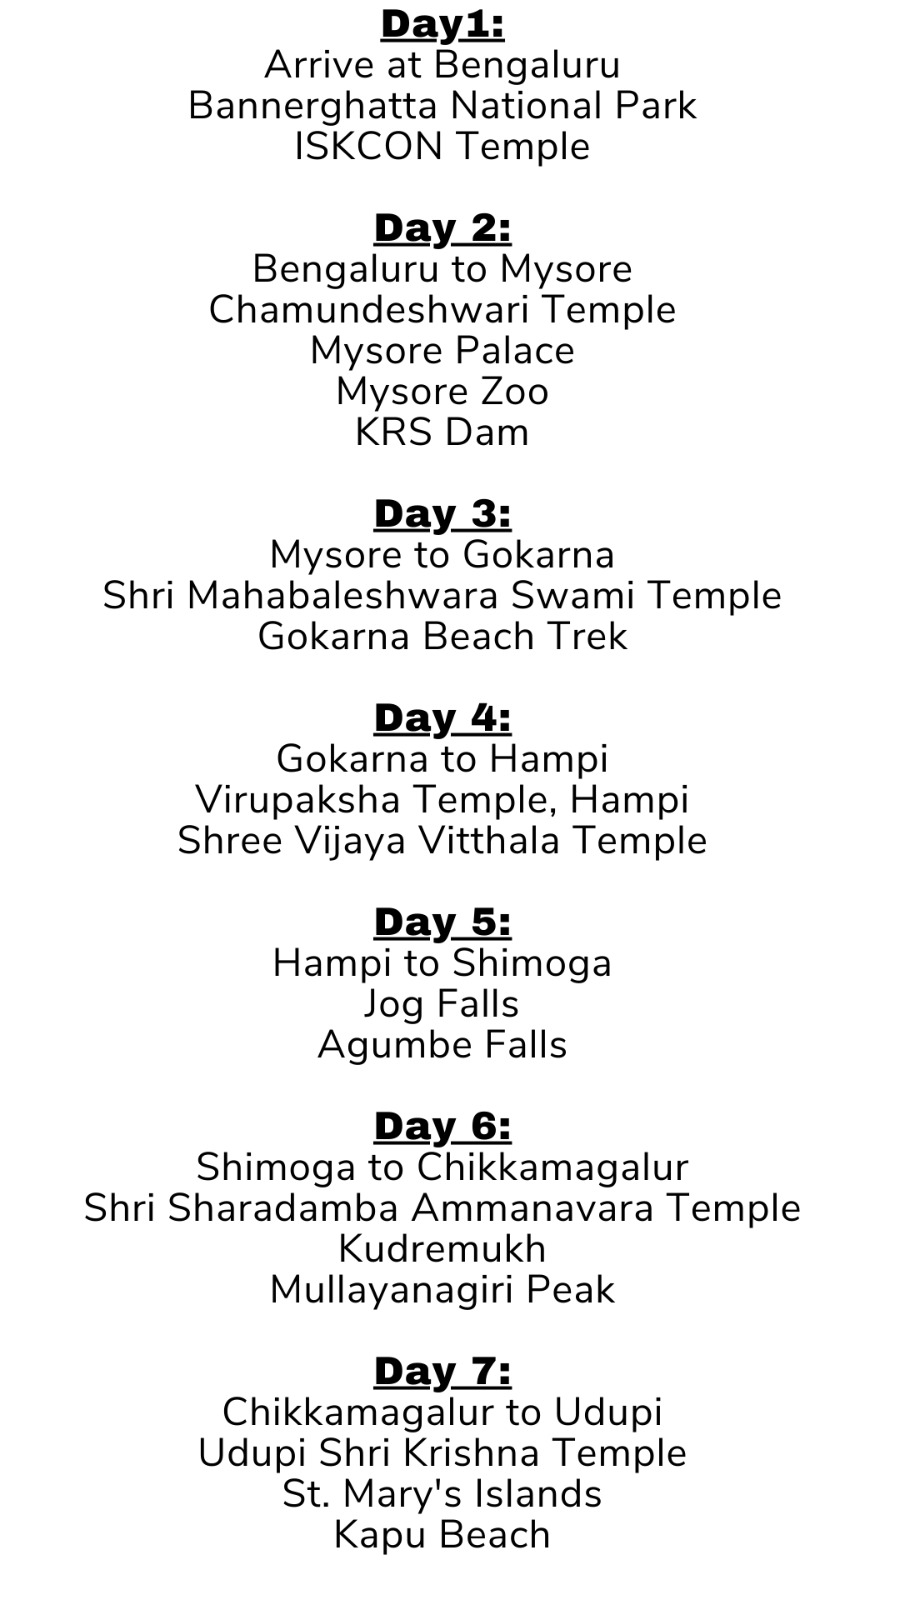 Day1:
Arrive at Bengaluru
Bannerghatta National Park
ISKCON Temple
Day 2:
Bengaluru to Mysore
Chamundeshwari Temple
Mysore Palace
Mysore Zoo
KRS Dam
Day 3:
Mysore to Gokarna
Shri Mahabaleshwara Swami Temple
Gokarna Beach Trek
Day 4:
Gokarna to Hampi
Virupaksha Temple, Hampi
Shree Vijaya Vitthala Temple
Day 5:
Hampi to Shimoga
Jog Falls
Agumbe Falls
Day 6:
Shimoga to Chikkamagalur
Shri Sharadamba Ammanavara Temple
Kudremukh
Mullayanagiri Peak
Day 7:
Chikkamagalur to Udupi
Udupi Shri Krishna Temple
St. Mary's Islands
Kapu Beach